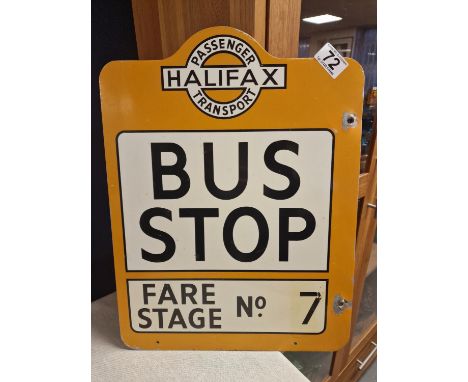 PASSENGER
HALIFAX
TRANSPORT
72
BUS
STOP
FARE
STAGE Nº. 7